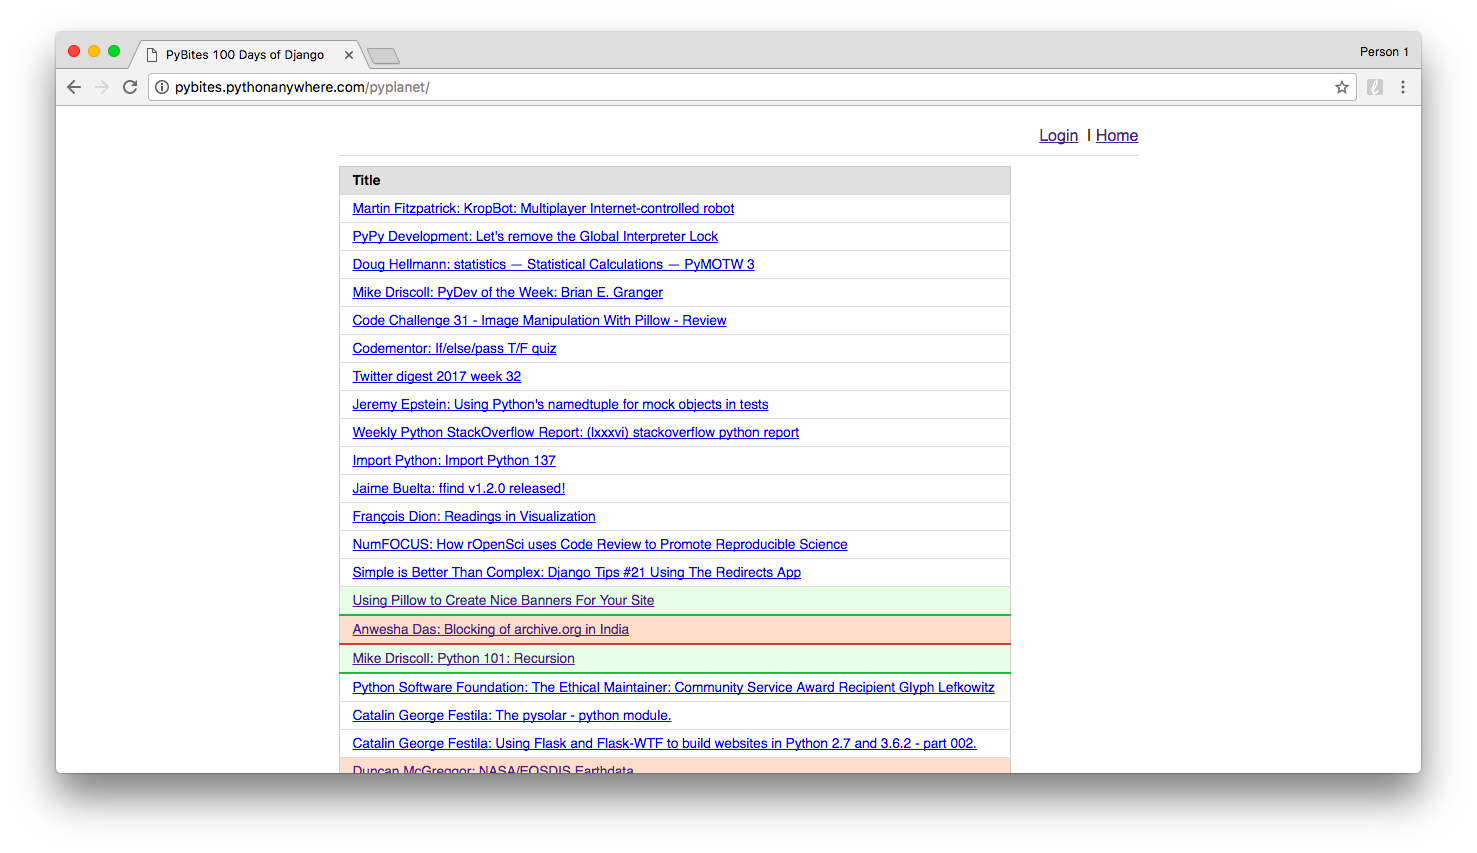 PyBites 100 Days of Django
Person 1
pybites.pythonanywhere.com/pyplanet/
Login | Home
Title
Martin Fitzpatrick: KropBot: Multiplayer Internet-controlled robot
PyPy Development: Let's remove the Global Interpreter Lock
Doug Hellmann: statistics — Statistical Calculations — PyMOTW 3
Mike Driscoll: PyDev of the Week: Brian E. Granger
Code Challenge 31 - Image Manipulation With Pillow - Review
Codementor: If/else/pass T/F quiz
Twitter digest 2017 week 32
Jeremy Epstein: Using Python's namedtuple for mock objects in tests
Weekly Python StackOverflow Report: (lxxxvi) stackoverflow python report
Import Python: Import Python 137
Jaime Buelta: ffind v1.2.0 released!
François Dion: Readings in Visualization
NumFOCUS: How rOpenSci uses Code Review to Promote Reproducible Science
Simple is Better Than Complex: Django Tips #21 Using The Redirects App
Using Pillow to Create Nice Banners For Your Site
Anwesha Das: Blocking of archive.org in India
Mike Driscoll: Python 101: Recursion
Python Software Foundation: The Ethical Maintainer: Community Service Award Recipient Glyph Lefkowitz
Catalin George Festila: The pysolar - python module.
Catalin George Festila: Using Flask and Flask-WTF to build websites in Python 2.7 and 3.6.2 - part 002.
Duncan McGreggor: NASA/EOSDIS Earthdata